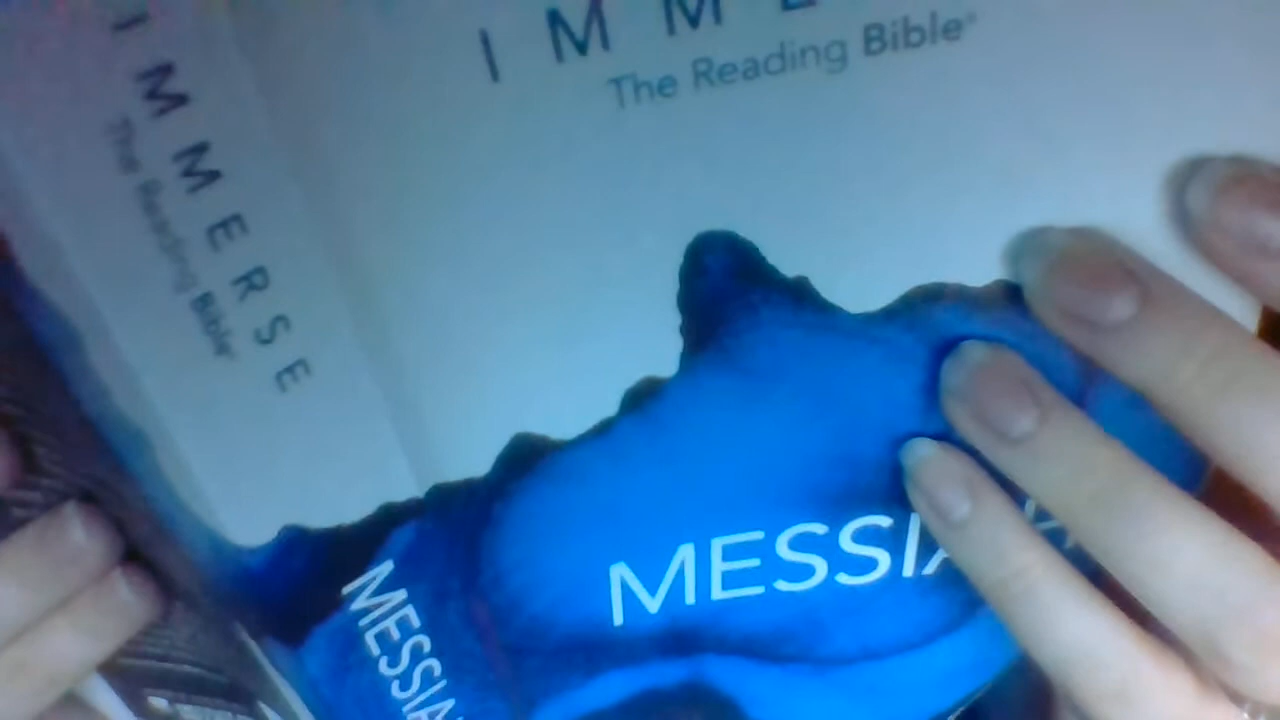 IMMERSE
The Reading Bible
MESSIA
I M M E
The Reading Bible®
MESSIA